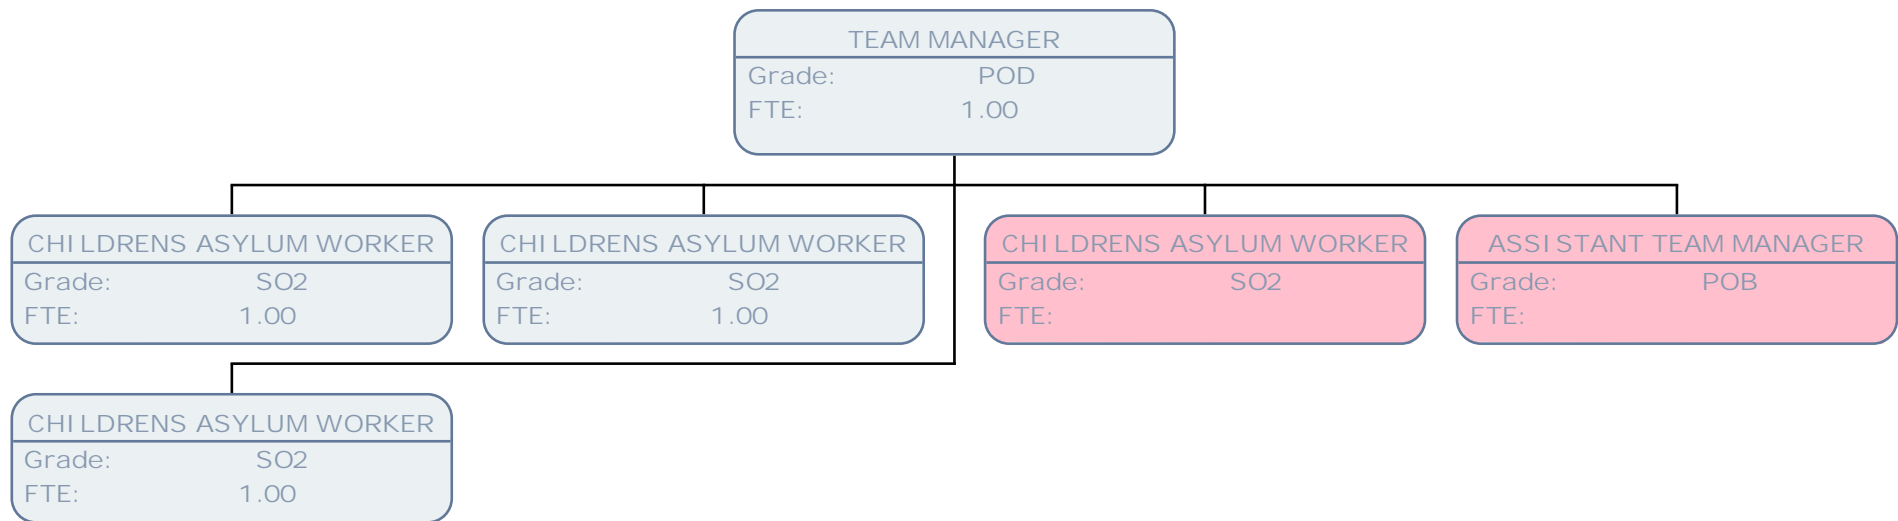 TEAM MANAGER
Grade: POD
FTE: 1.00
CHILDRENS ASYLUM WORKER
Grade: SO2
FTE: 1.00
CHILDRENS ASYLUM WORKER
Grade: SO2
FTE: 1.00
CHILDRENS ASYLUM WORKER
Grade: SO2
FTE:
ASSISTANT TEAM MANAGER
Grade: POB
FTE:
CHILDRENS ASYLUM WORKER
Grade: SO2
FTE: 1.00